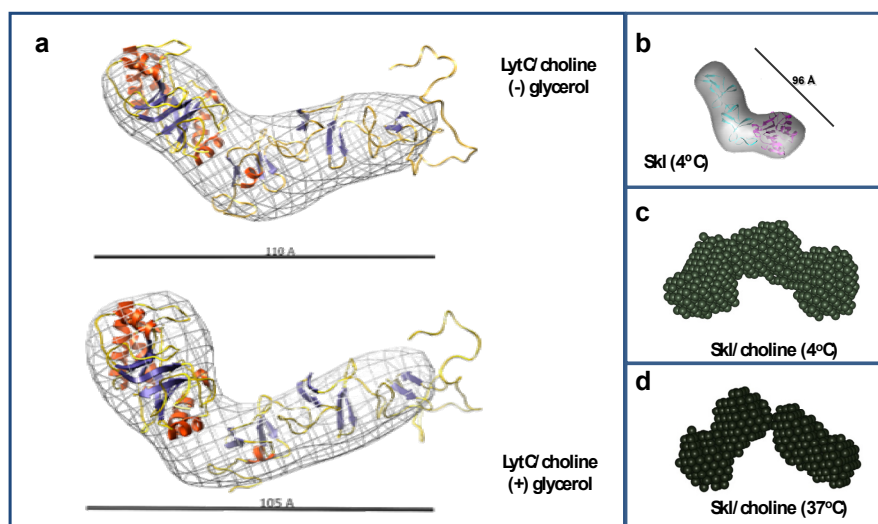 a
LytC/choline
(-) glycerol
110 A
LytC/choline
(+) glycerol
105 A
b
96 Å
Skl (4ºC)
c
Skl/choline (4ºC)
d
Skl/choline (37ºC)